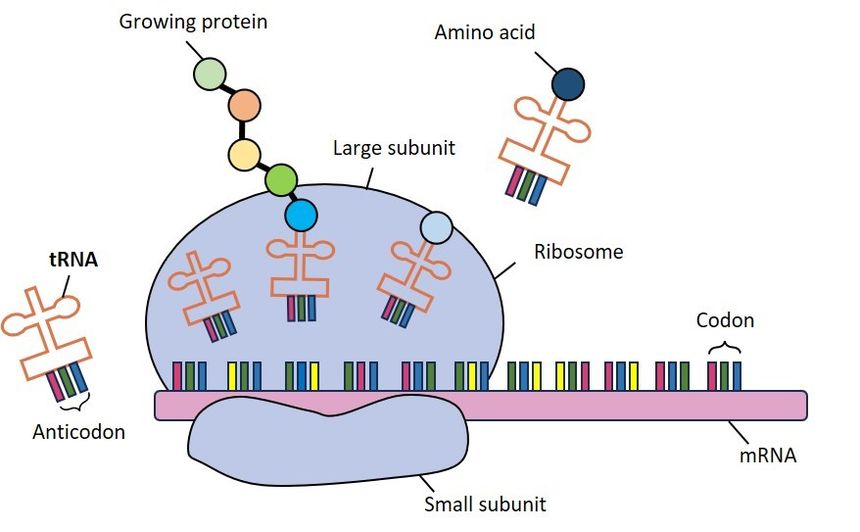 Growing protein
Amino acid
Large subunit
Ribosome
tRNA
Codon
Anticodon
mRNA
Small subunit